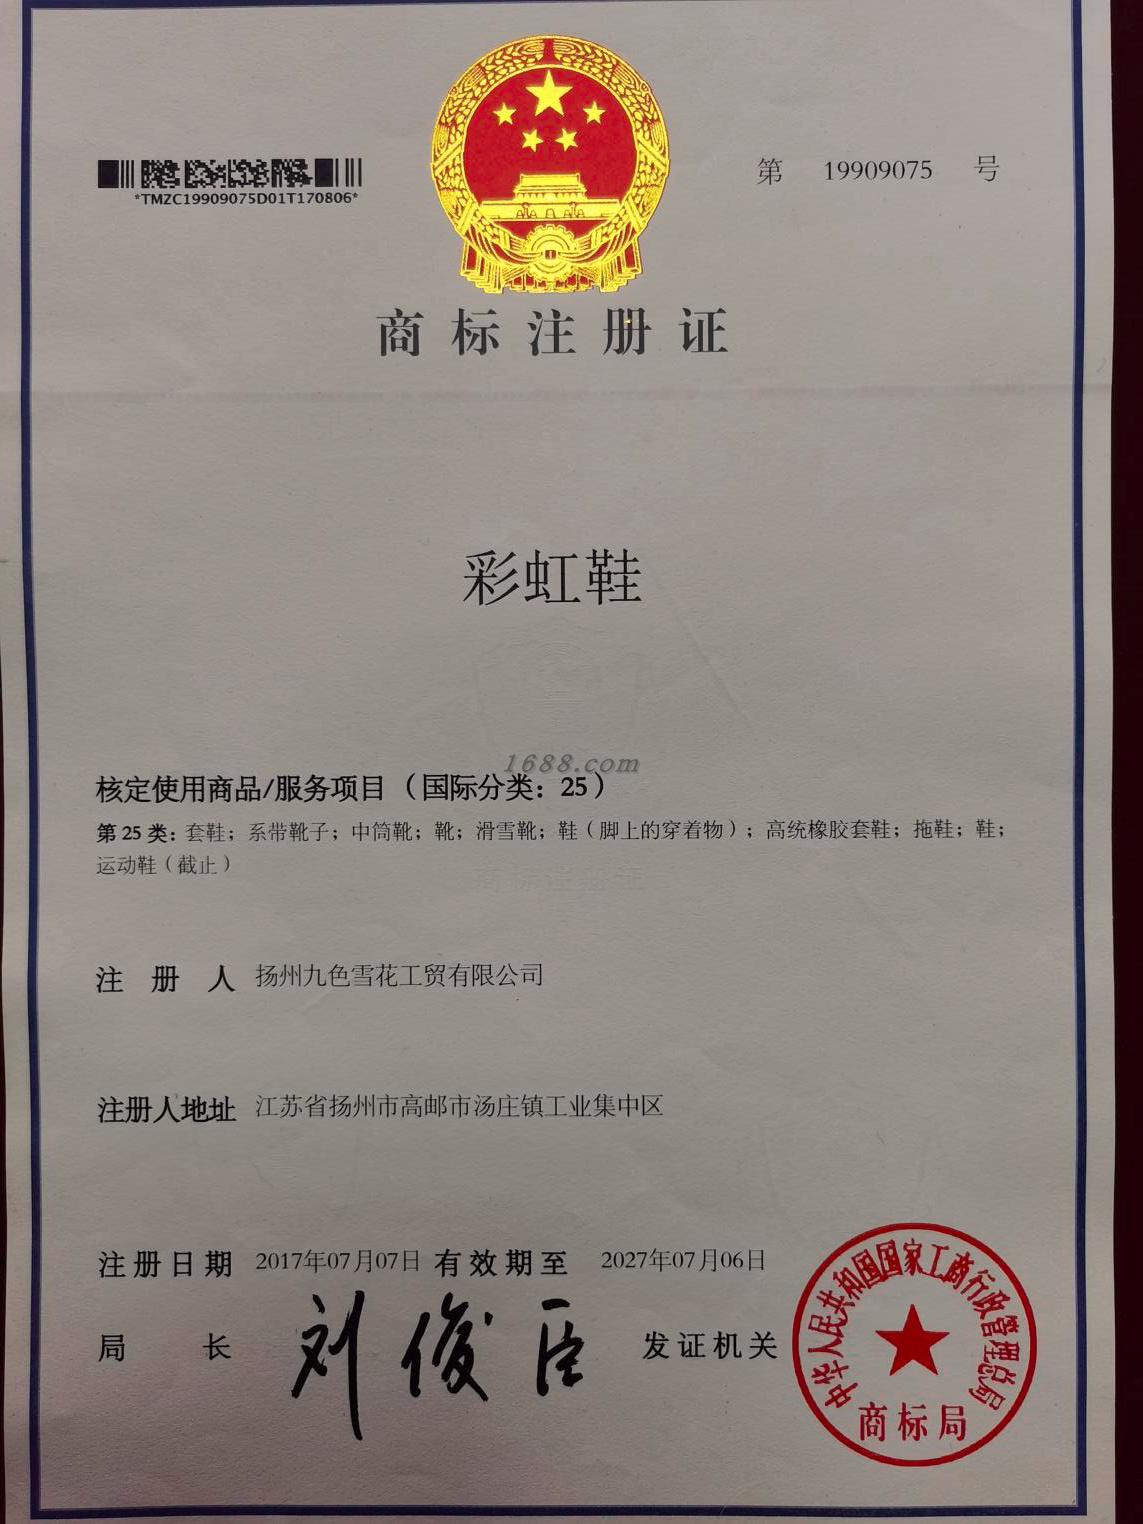 *TMZC19909075D01T170806*
第 19909075 号
商标注册证
彩虹鞋
1688.com
核定使用商品/服务项目（国际分类：25）
第25类：套鞋；系带靴子；中筒靴；靴；滑雪靴；鞋（脚上的穿着物）；高统橡胶套鞋；拖鞋；鞋；
运动鞋（截止）
商标注册证
注册人 扬州九色雪花工贸有限公司
注册人地址 江苏省扬州市高邮市汤庄镇工业集中区
注册日期 2017年07月07日 有效期至 2027年07月06日
局长 刘俊臣 发证机关
中华人民共和国国家工商行政管理总局
商标局